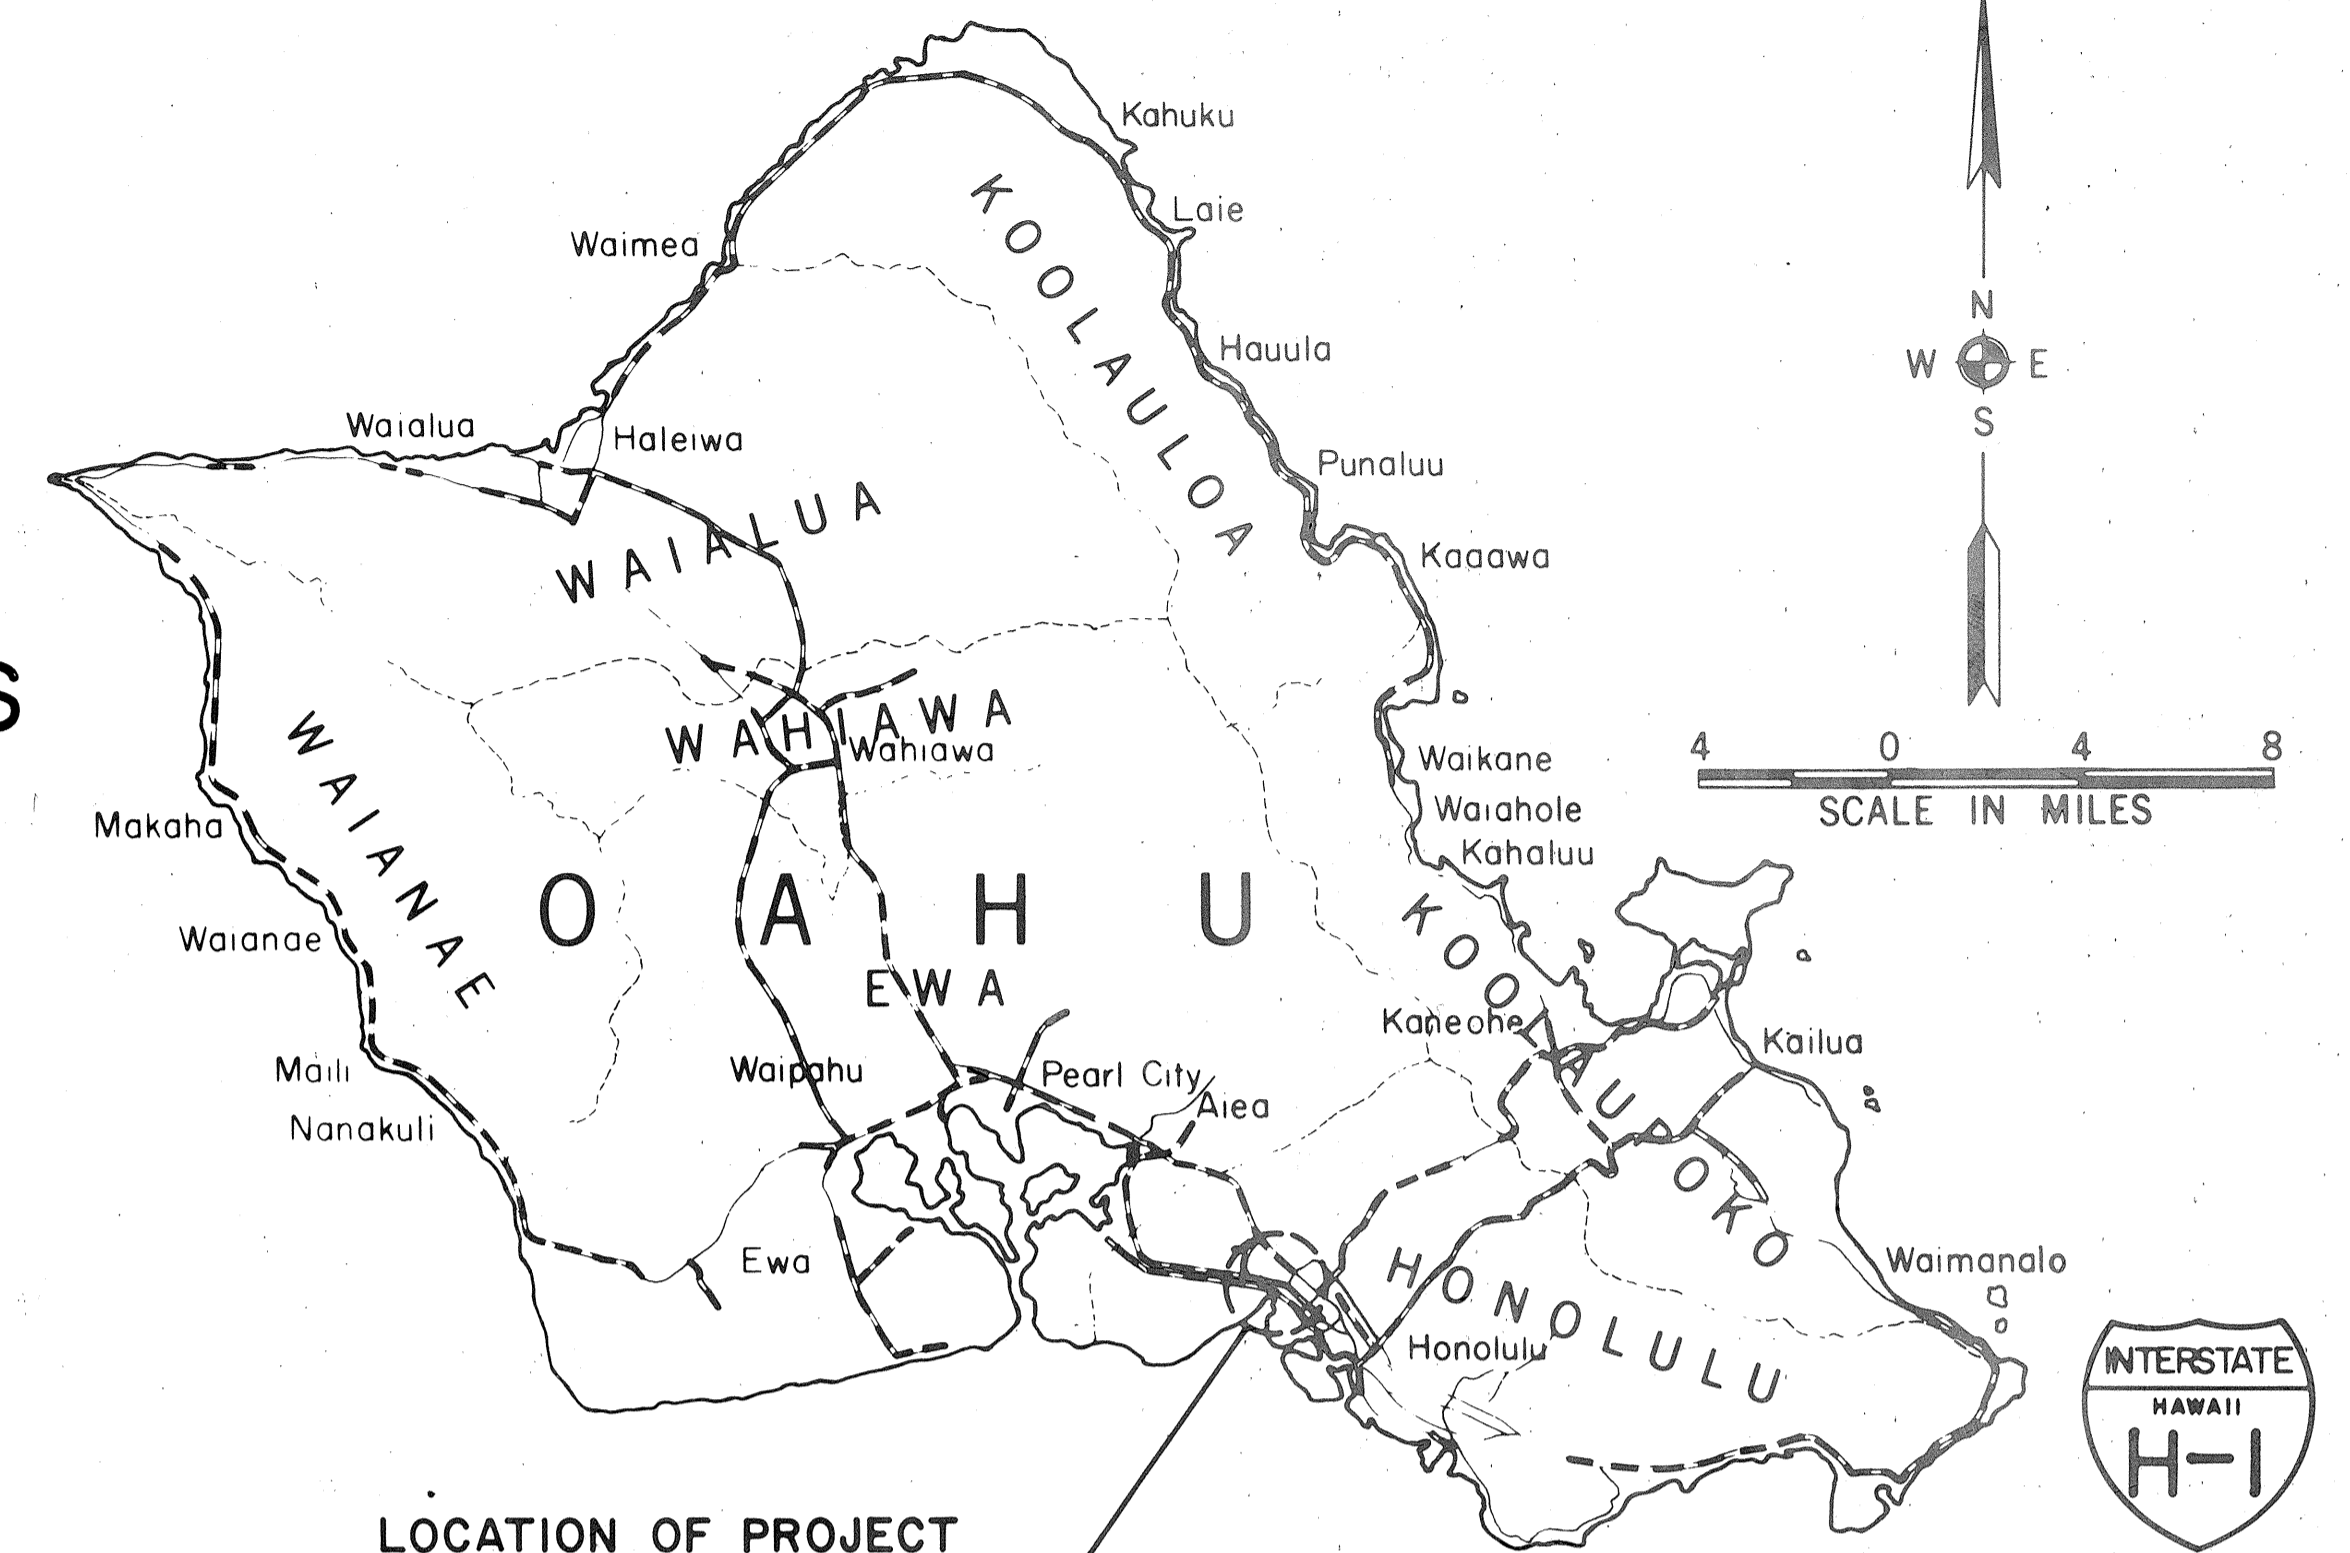 Kahuku
Laie
Waimea
KOOLAULOA
Hauula
Waialua
Haleiwa
Punaluu
WAIALUA
Kaaawa
N
W E
S
S
WAHIAWA
Wahiawa
WAIANAE
4 0 4 8
SCALE IN MILES
Waikane
Waiahole
Kahaluu
Makaha
OAHU
Waianae
EWA
KOOLAUPOKO
Kaneohe
Kailua
Maili
Waipahu
Pearl City
Aiea
Nanakuli
Ewa
HONOLULU
Honolulu
Waimanalo
INTERSTATE
HAWAII
H-1
LOCATION OF PROJECT